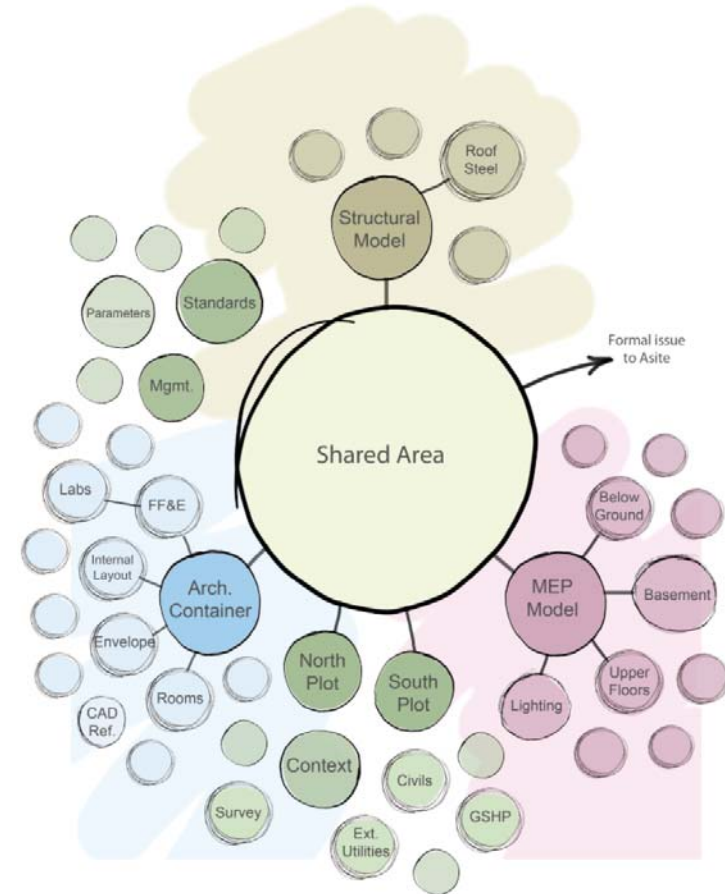 Roof
Steel
Structural
Model
Standards
Parameters
Mgmt.
Formal issue
to Asite
Shared Area
Labs
FF&E
Internal
Layout
Arch.
Container
Envelope
Rooms
CAD
Ref.
Below
Ground
MEP
Model
Basement
Upper
Floors
Lighting
North
Plot
South
Plot
Context
Civils
Survey
Ext.
Utilities
GSHP